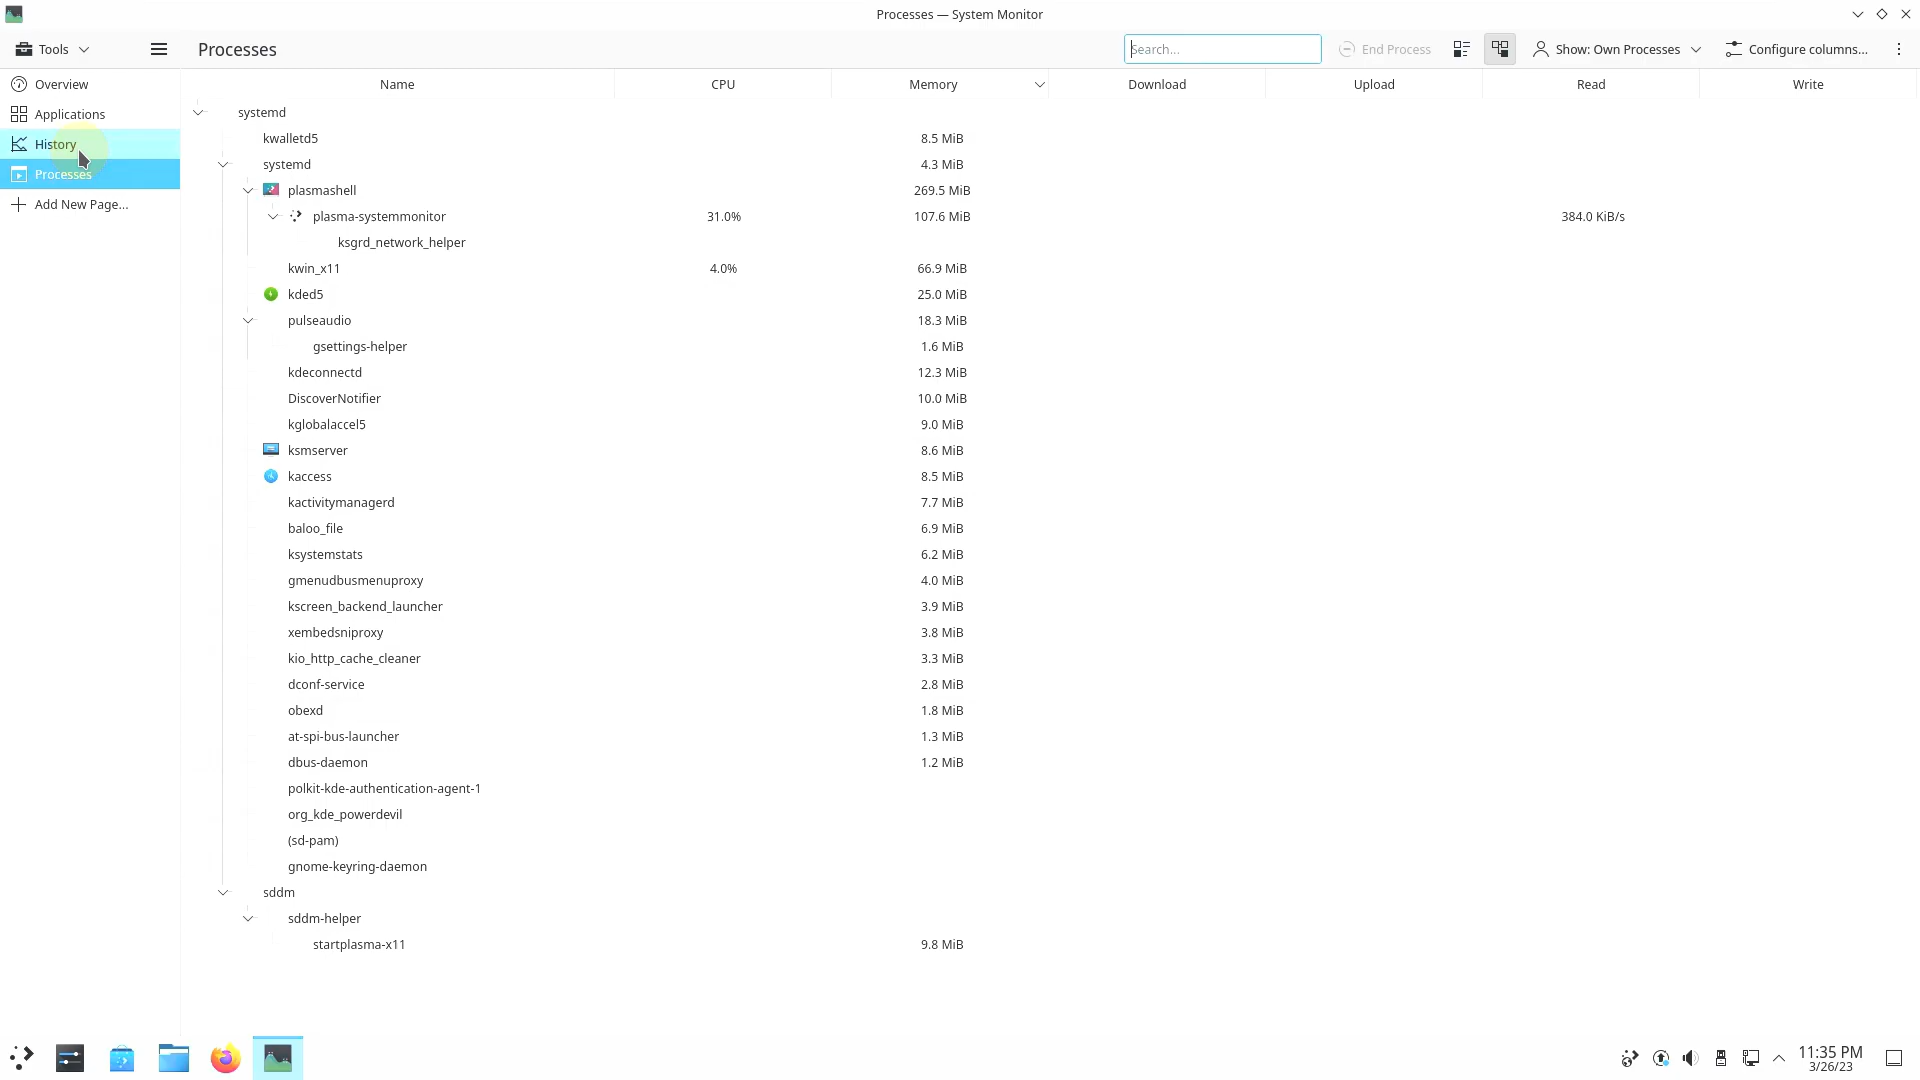 Processes — System Monitor
Tools
Processes
Search...
End Process
Show: Own Processes
Configure columns...
Overview
Applications
History
Processes
Add New Page...
Name CPU Memory Download Upload Read Write
systemd
kwalletd5 8.5 MiB
systemd 4.3 MiB
plasmashell 269.5 MiB
plasma-systemmonitor 31.0% 107.6 MiB 384.0 KiB/s
ksgrd_network_helper
kwin_x11 4.0% 66.9 MiB
kded5 25.0 MiB
pulseaudio 18.3 MiB
gsettings-helper 1.6 MiB
kdeconnectd 12.3 MiB
DiscoverNotifier 10.0 MiB
kglobalaccel5 9.0 MiB
ksmserver 8.6 MiB
kaccess 8.5 MiB
kactivitymanagerd 7.7 MiB
baloo_file 6.9 MiB
ksystemstats 6.2 MiB
gmenudbusmenuproxy 4.0 MiB
kscreen_backend_launcher 3.9 MiB
xembedsniproxy 3.8 MiB
kio_http_cache_cleaner 3.3 MiB
dconf-service 2.8 MiB
obexd 1.8 MiB
at-spi-bus-launcher 1.3 MiB
dbus-daemon 1.2 MiB
polkit-kde-authentication-agent-1
org_kde_powerdevil
(sd-pam)
gnome-keyring-daemon
sddm
sddm-helper
startplasma-x11 9.8 MiB
11:35 PM
3/26/23